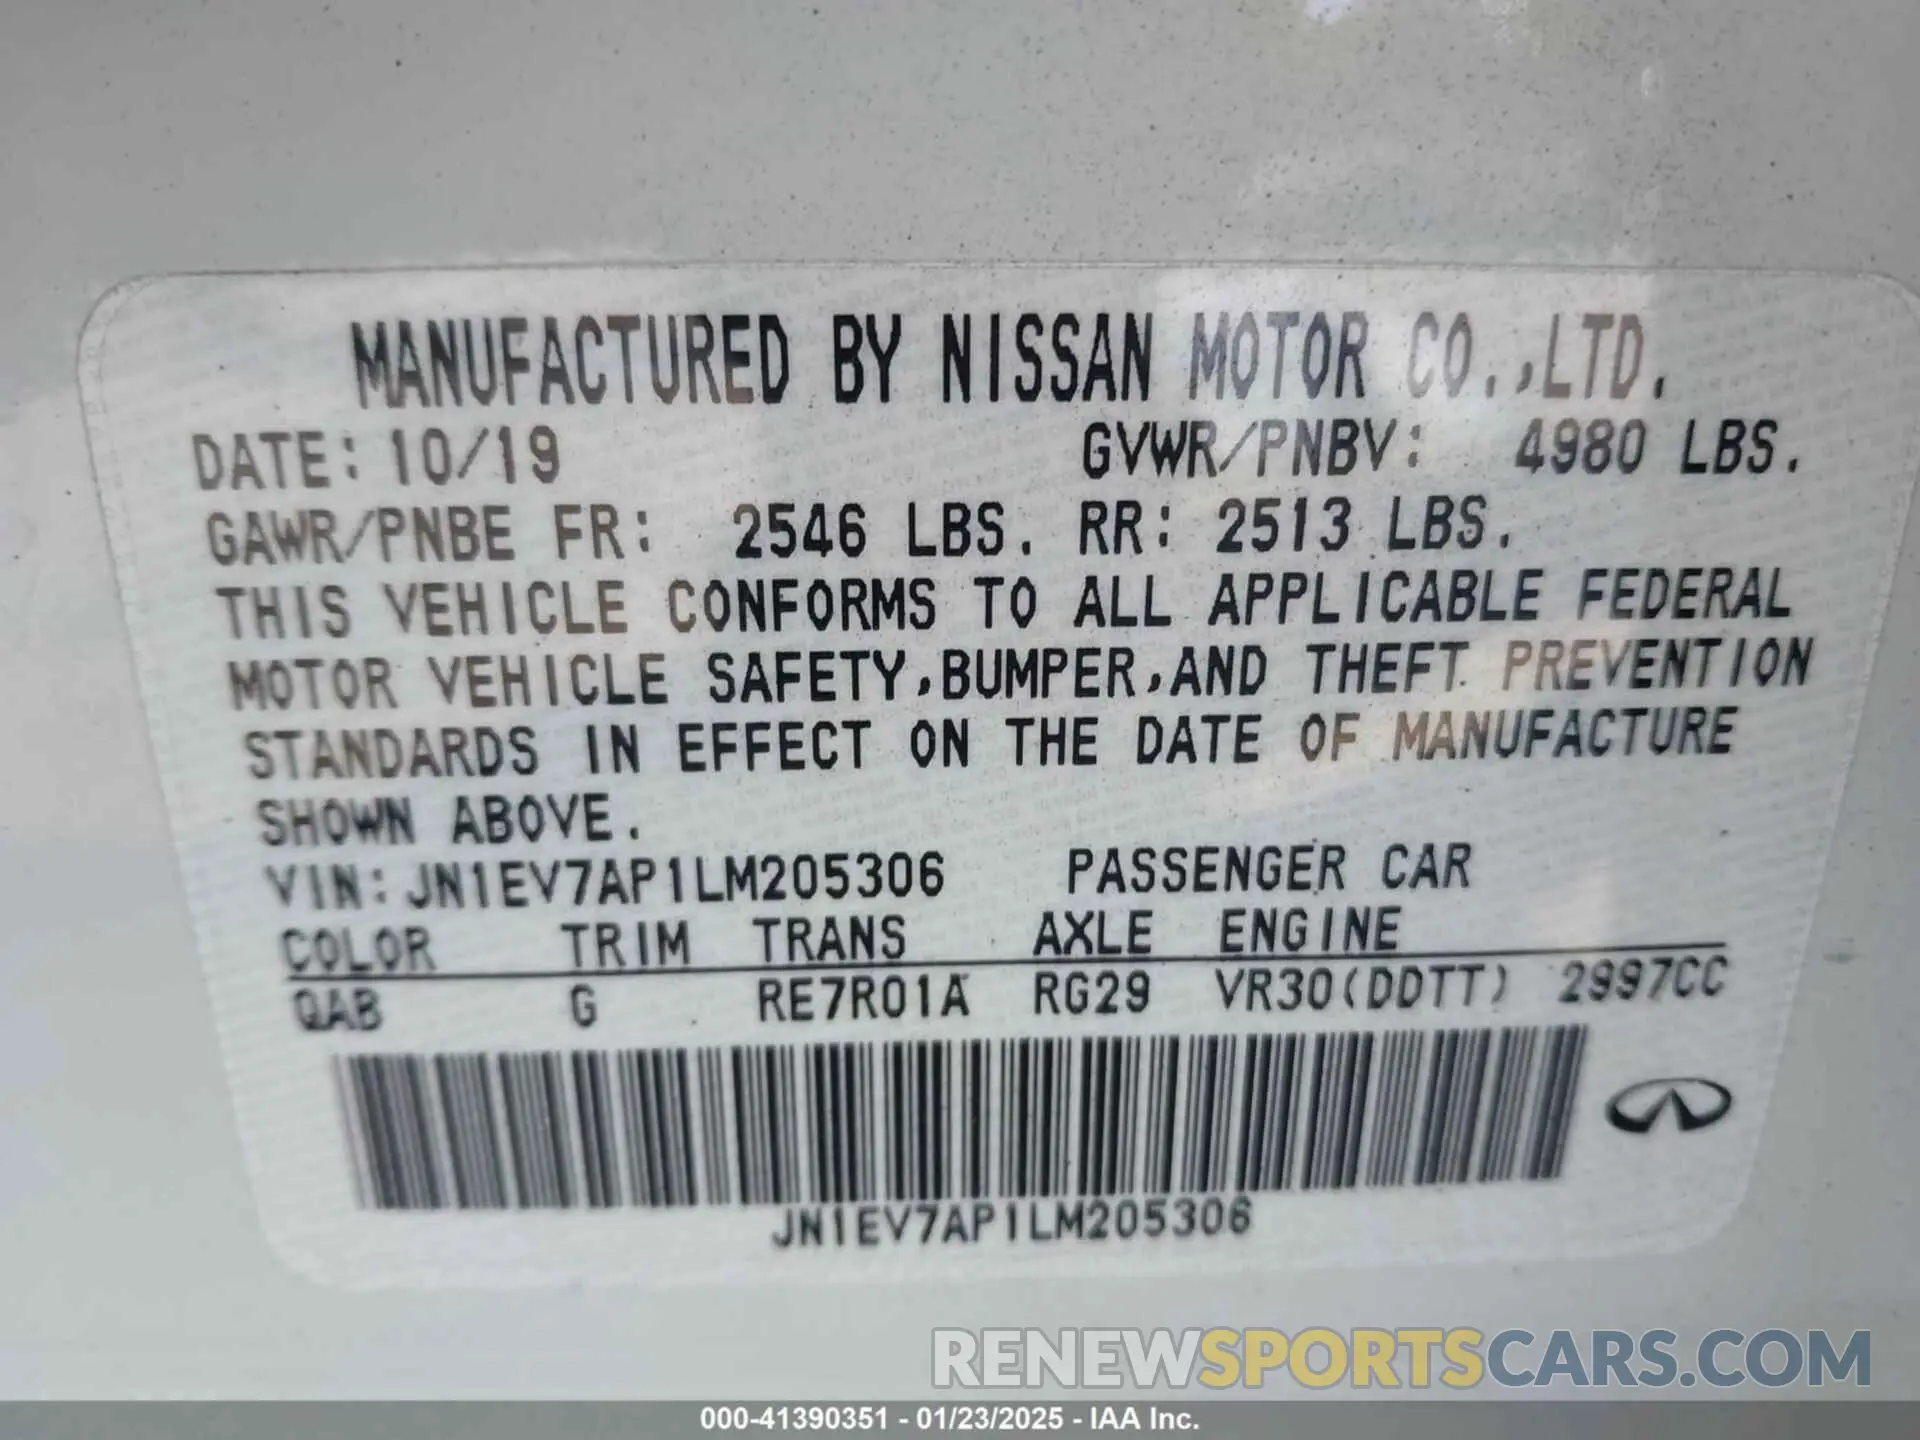 MANUFACTURED BY NISSAN MOTOR CO.,LTD.
DATE: 10/19 GVWR/PNBV: 4980 LBS.
GAWR/PNBE FR: 2546 LBS. RR: 2513 LBS.
THIS VEHICLE CONFORMS TO ALL APPLICABLE FEDERAL
MOTOR VEHICLE SAFETY,BUMPER,AND THEFT PREVENTION
STANDARDS IN EFFECT ON THE DATE OF MANUFACTURE
SHOWN ABOVE.
VIN: JN1EV7AP1LM205306 PASSENGER CAR
COLOR TRIM TRANS AXLE ENGINE
QAB G RE7R01A RG29 VR30(DDTT) 2997CC
JN1EV7AP1LM205306
RENEWSPORTSCARS.COM
000-41390351 - 01/23/2025 - IAA Inc.